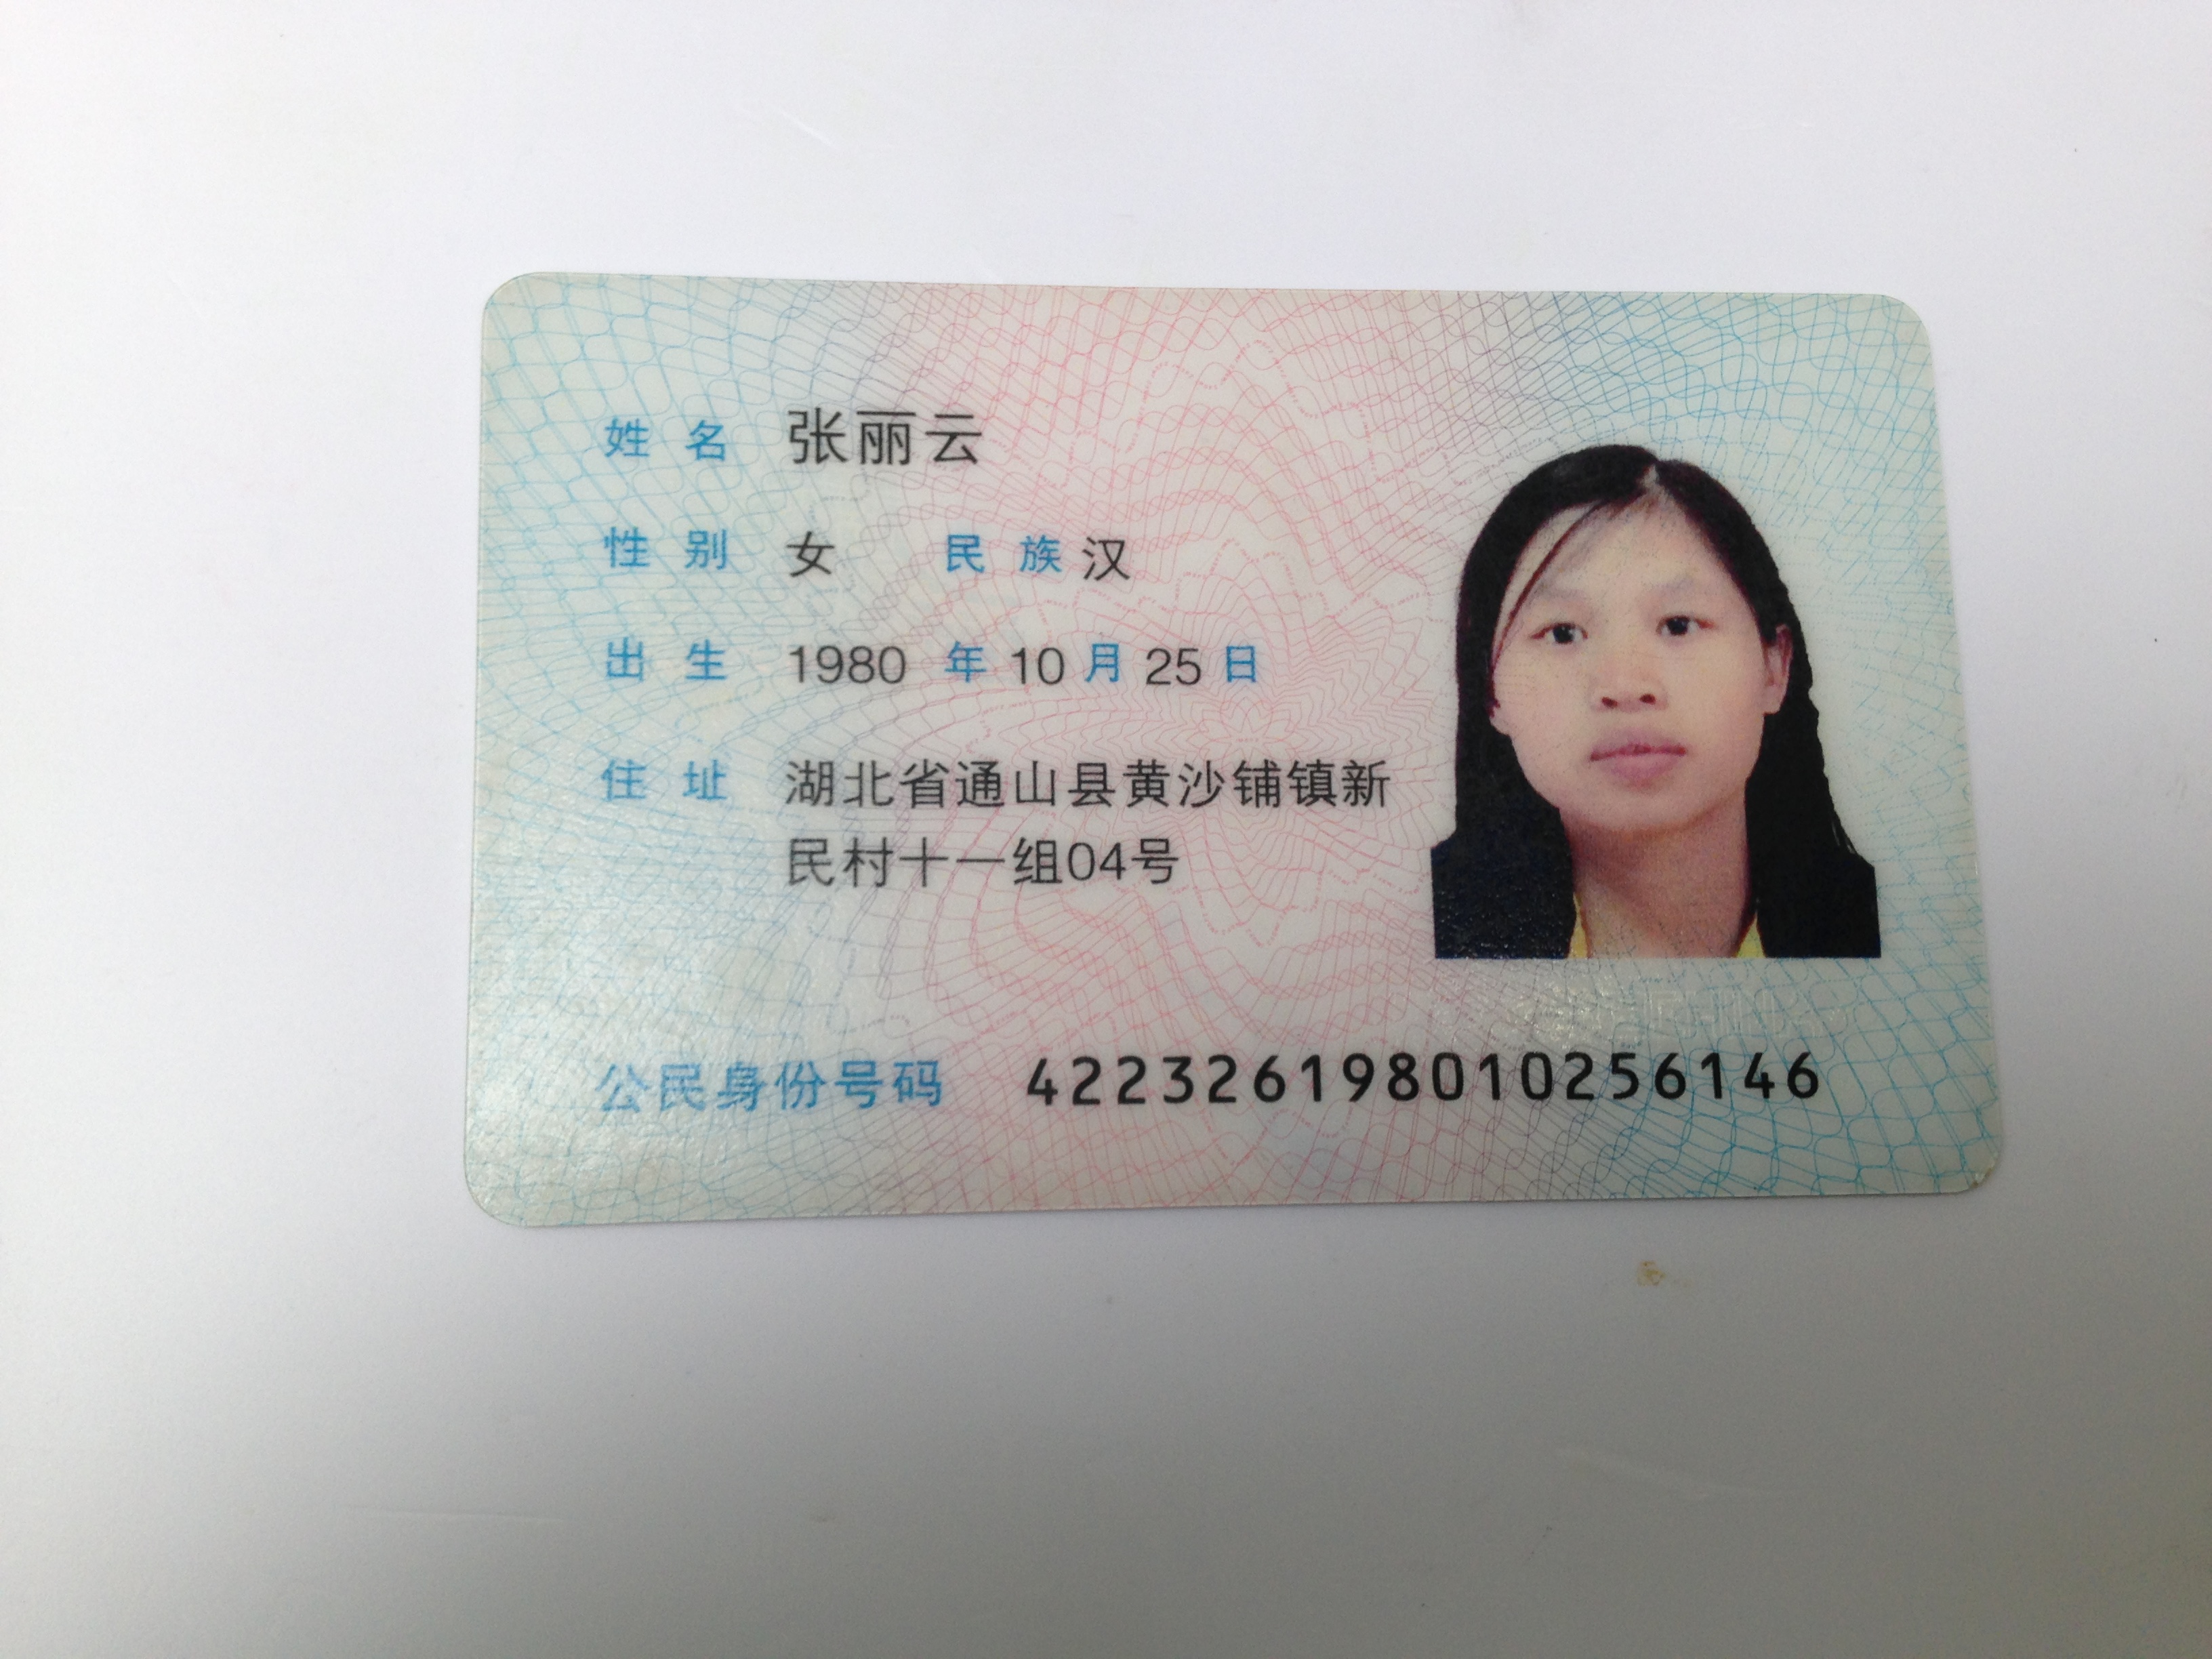 姓名 张丽云
性别 女 民族 汉
出生 1980 年 10 月 25 日
住址 湖北省通山县黄沙铺镇新
民村十一组04号
公民身份号码 422326198010256146